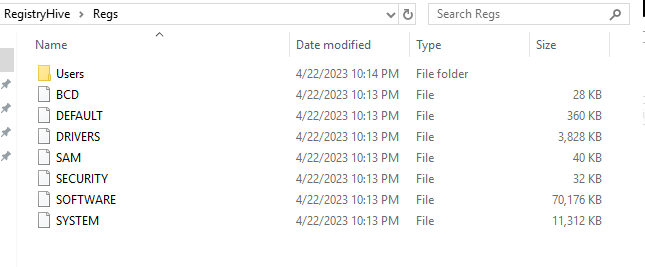 RegistryHive > Regs Search Regs
Name Date modified Type Size
Users 4/22/2023 10:14 PM File folder
BCD 4/22/2023 10:13 PM File 28 KB
DEFAULT 4/22/2023 10:13 PM File 360 KB
DRIVERS 4/22/2023 10:13 PM File 3,828 KB
SAM 4/22/2023 10:13 PM File 40 KB
SECURITY 4/22/2023 10:13 PM File 32 KB
SOFTWARE 4/22/2023 10:13 PM File 70,176 KB
SYSTEM 4/22/2023 10:13 PM File 11,312 KB